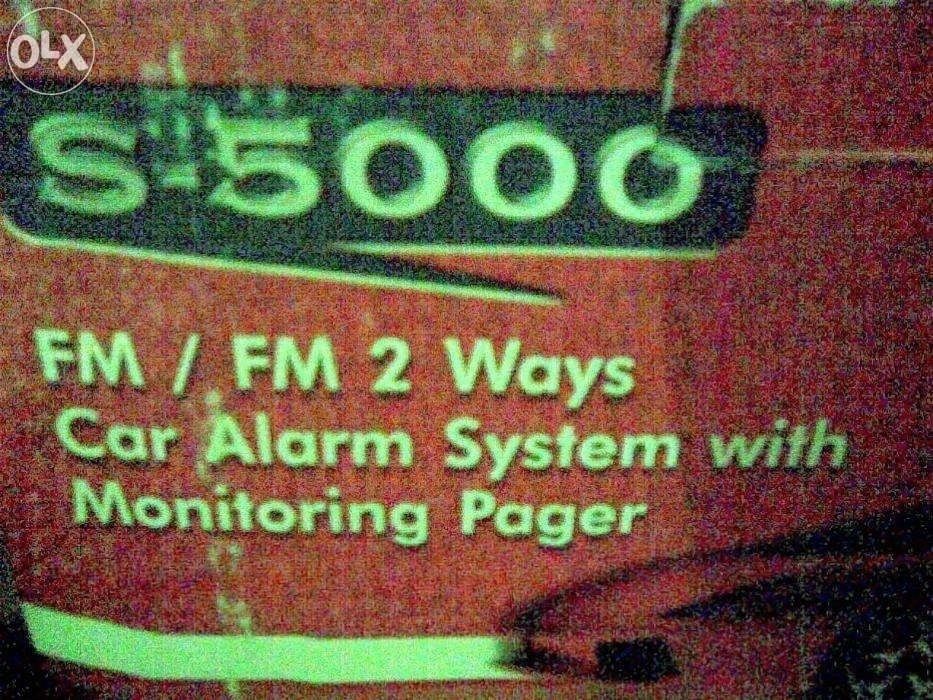 OLX
S-5000
FM / FM 2 Ways
Car Alarm System with
Monitoring Pager